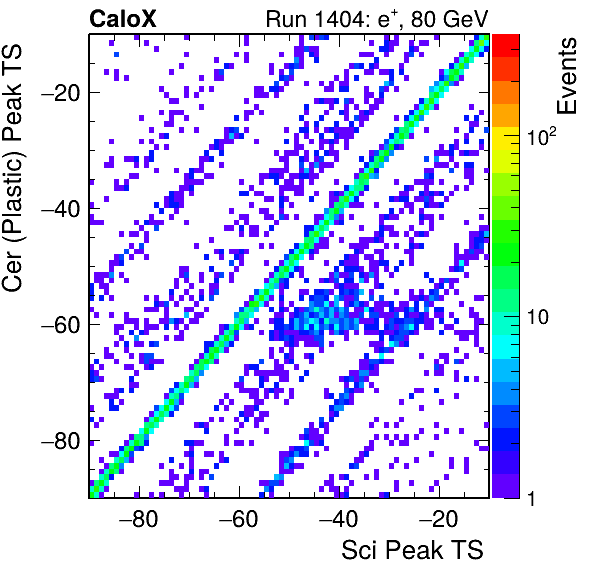 CaloX Run 1404: e+, 80 GeV
Cer (Plastic) Peak TS
−20
−40
−60
−80
−80 −60 −40 −20
Sci Peak TS
Events
10²
10
1